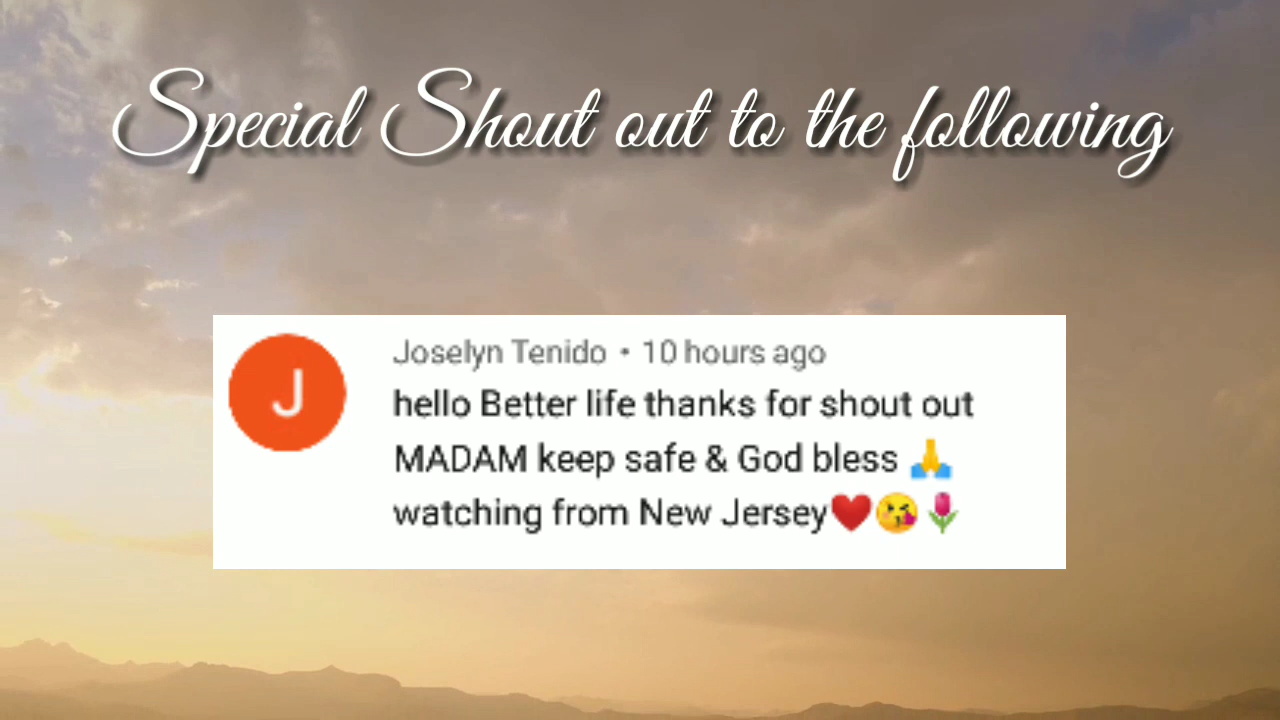 Special Shout out to the following
J
Joselyn Tenido • 10 hours ago
hello Better life thanks for shout out
MADAM keep safe & God bless 🙏
watching from New Jersey❤️😘🌷